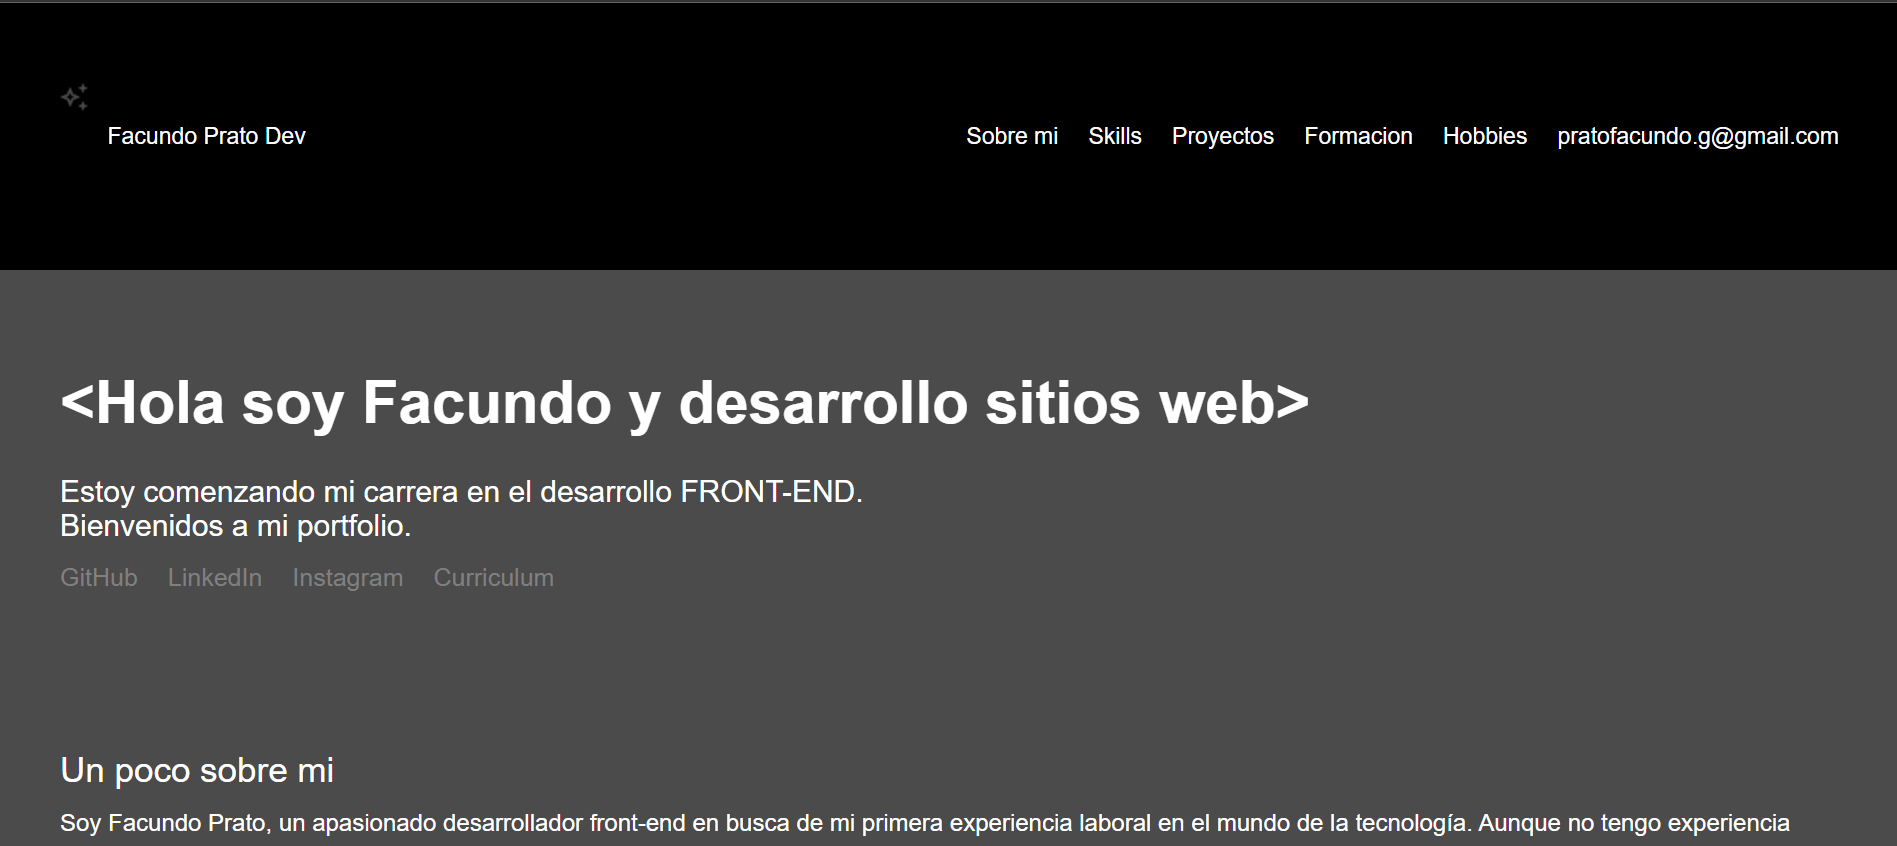 Facundo Prato Dev
Sobre mi Skills Proyectos Formacion Hobbies pratofacundo.g@gmail.com
<Hola soy Facundo y desarrollo sitios web>
Estoy comenzando mi carrera en el desarrollo FRONT-END.
Bienvenidos a mi portfolio.
GitHub LinkedIn Instagram Curriculum
Un poco sobre mi
Soy Facundo Prato, un apasionado desarrollador front-end en busca de mi primera experiencia laboral en el mundo de la tecnología. Aunque no tengo experiencia